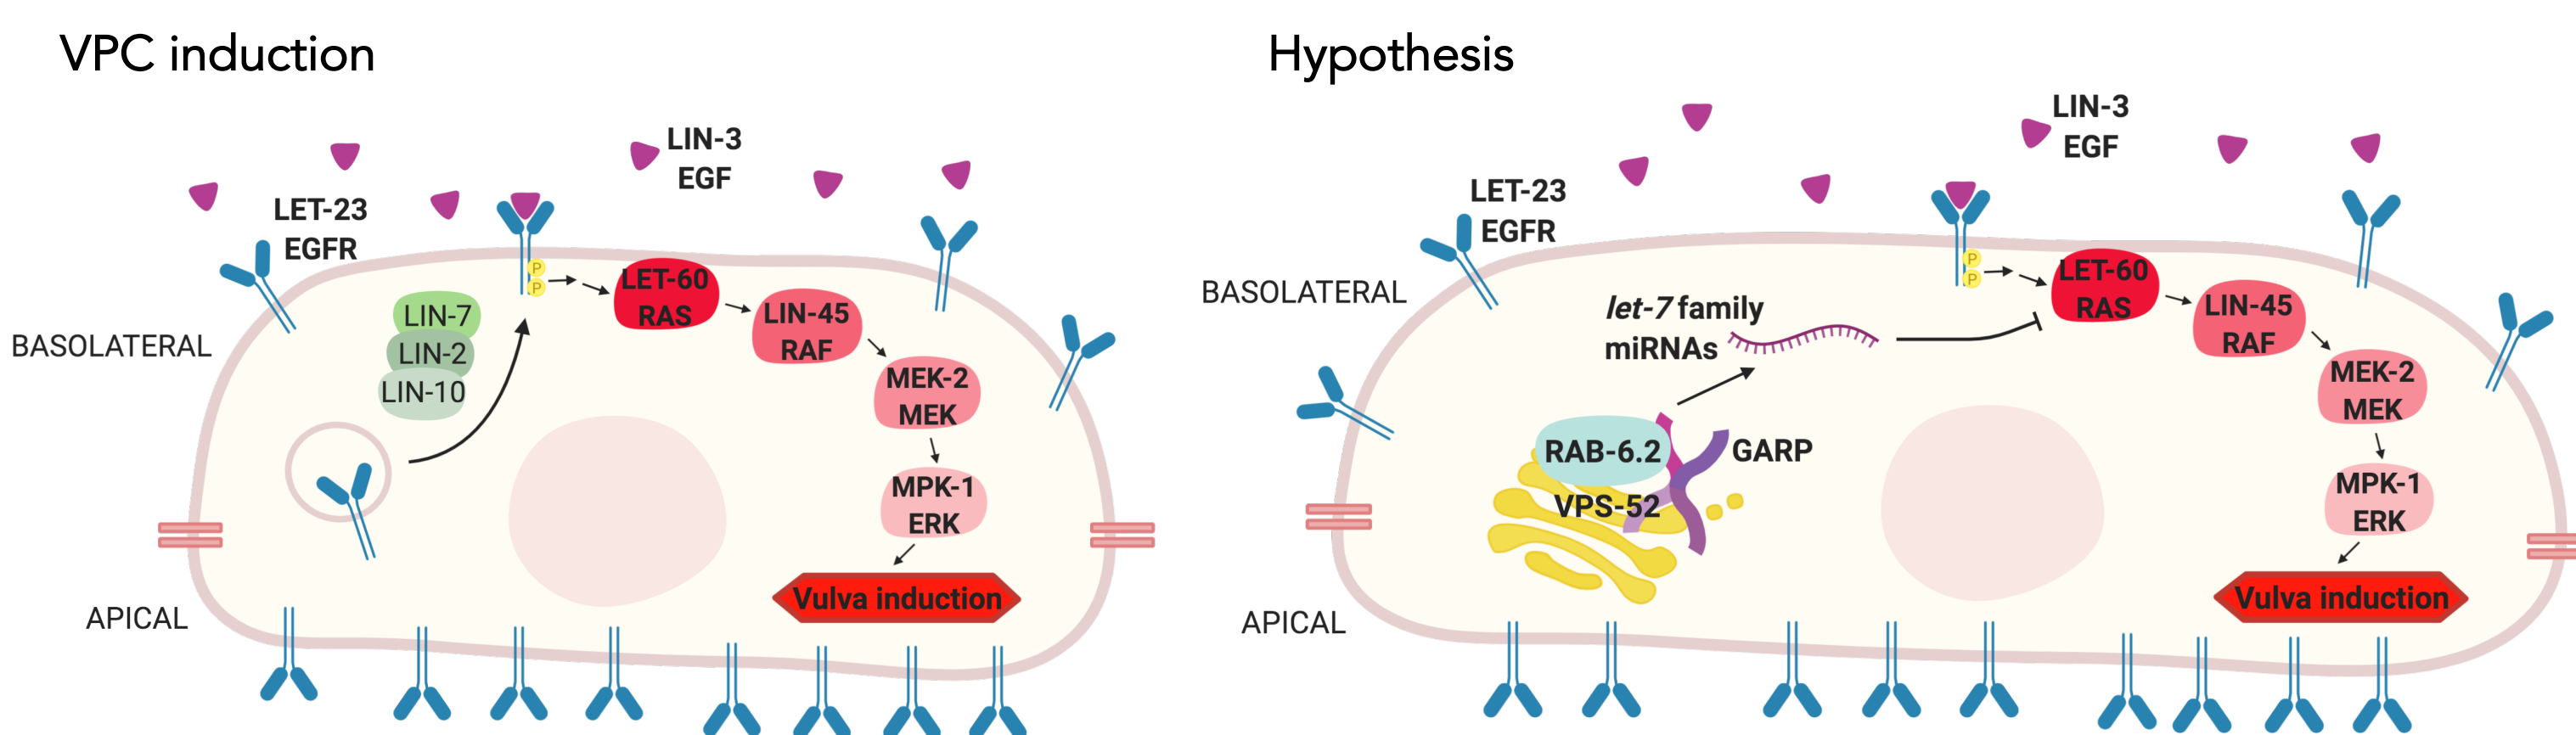 VPC induction
LIN-3
EGF
LET-23
EGFR
P
P
LET-60
RAS
LIN-7
LIN-2
LIN-10
LIN-45
RAF
BASOLATERAL
MEK-2
MEK
MPK-1
ERK
Vulva induction
APICAL
Hypothesis
LIN-3
EGF
LET-23
EGFR
P
P
LET-60
RAS
BASOLATERAL
let-7 family
miRNAs
LIN-45
RAF
MEK-2
MEK
RAB-6.2
GARP
VPS-52
MPK-1
ERK
Vulva induction
APICAL